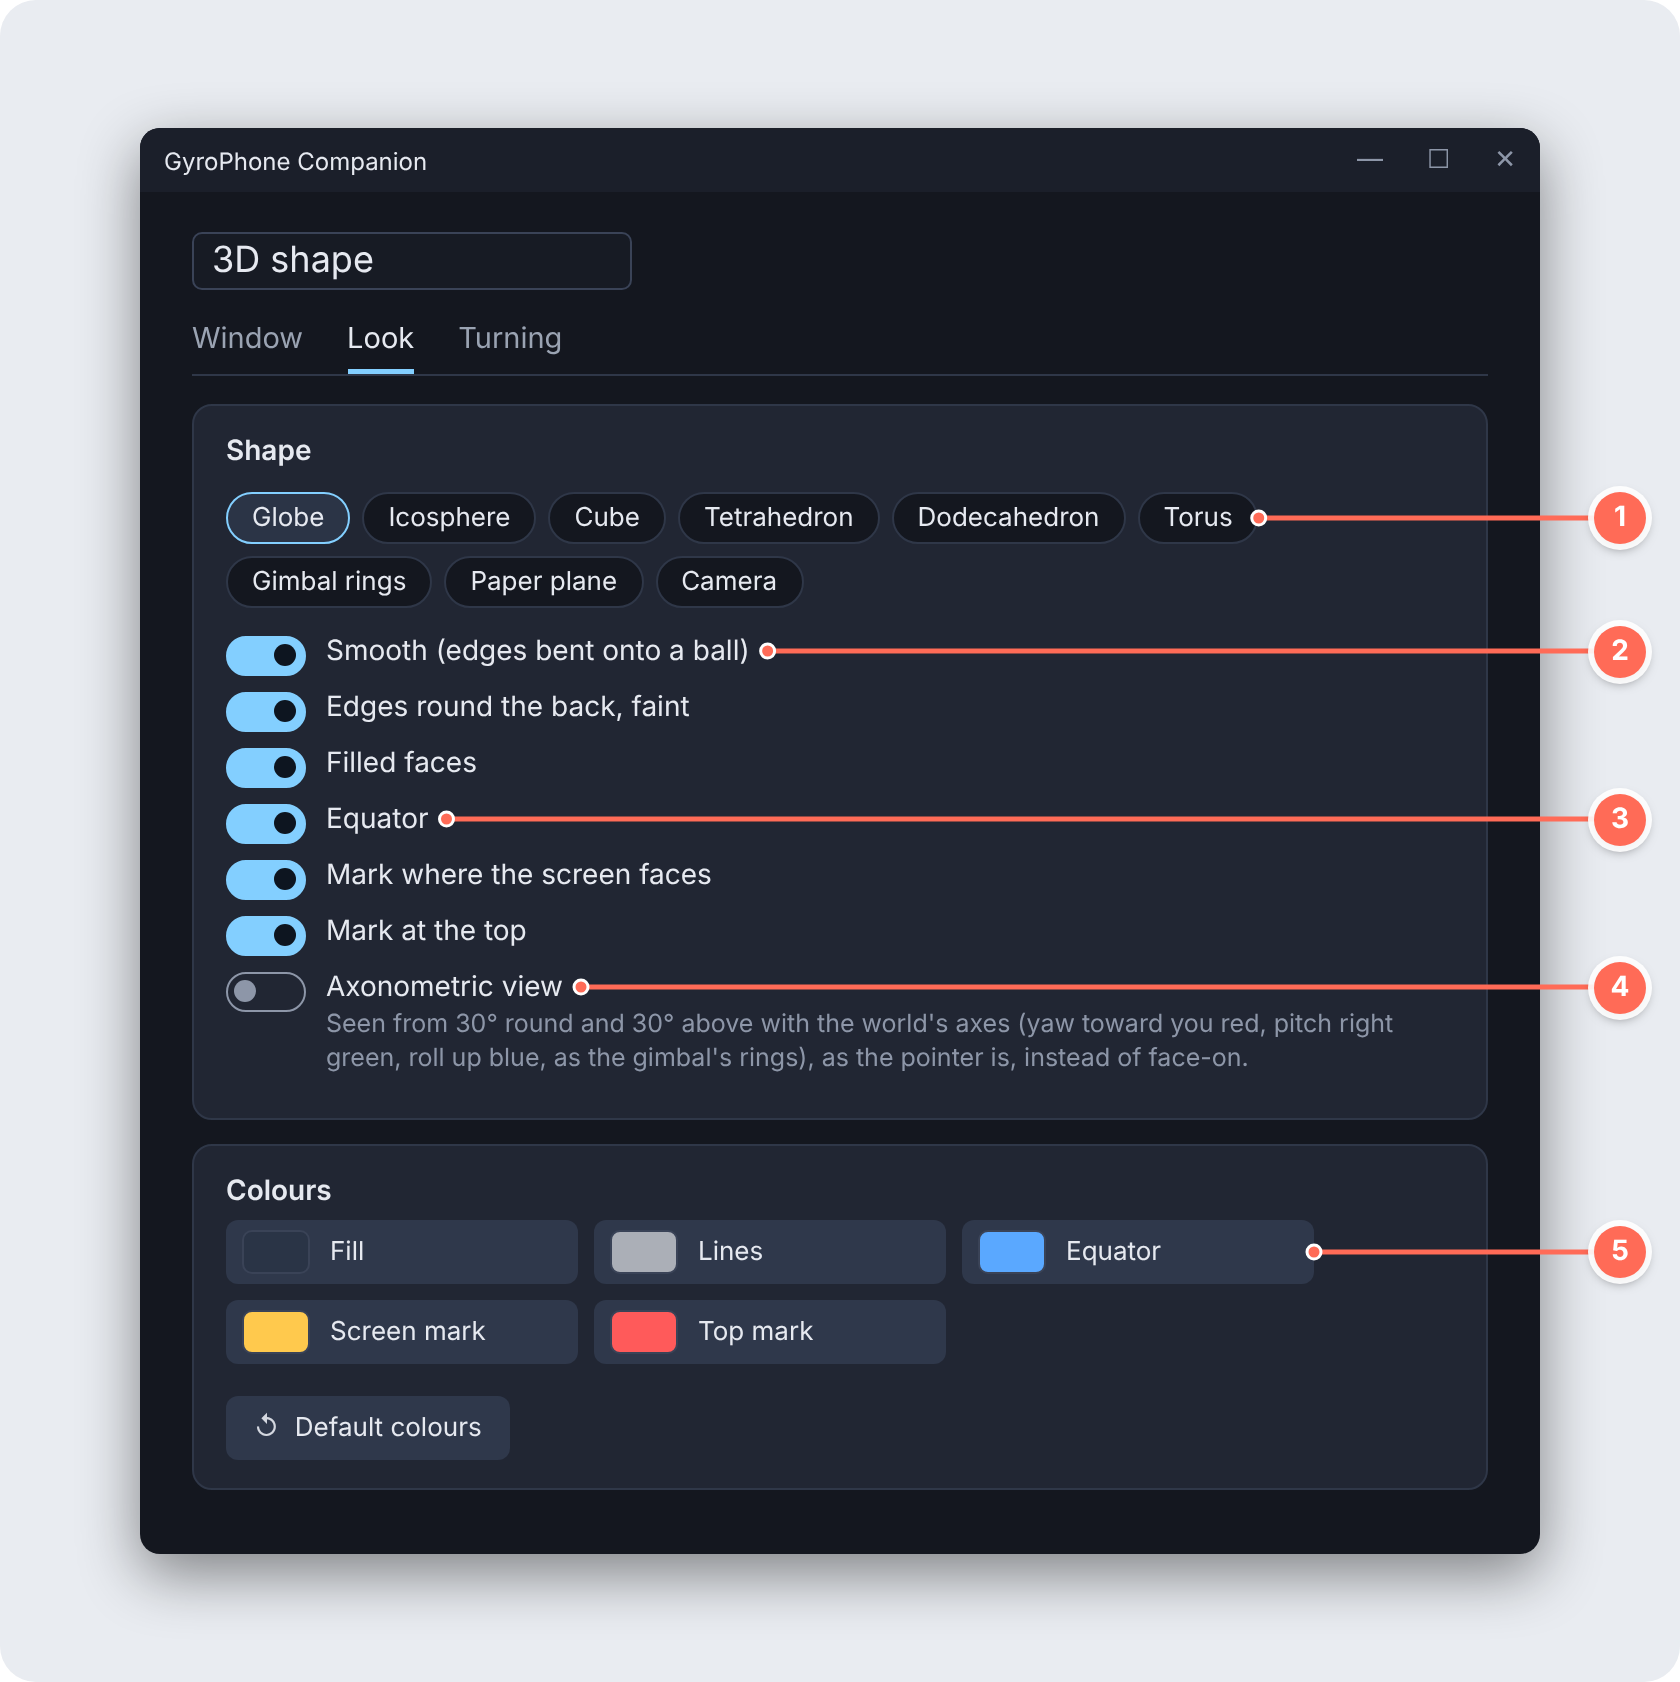 GyroPhone Companion
3D shape
Window Look Turning
Shape
Globe Icosphere Cube Tetrahedron Dodecahedron Torus 1
Gimbal rings Paper plane Camera
Smooth (edges bent onto a ball) 2
Edges round the back, faint
Filled faces
Equator 3
Mark where the screen faces
Mark at the top
Axonometric view 4
Seen from 30° round and 30° above with the world's axes (yaw toward you red, pitch right
green, roll up blue, as the gimbal's rings), as the pointer is, instead of face-on.
Colours
Fill Lines Equator 5
Screen mark Top mark
Default colours